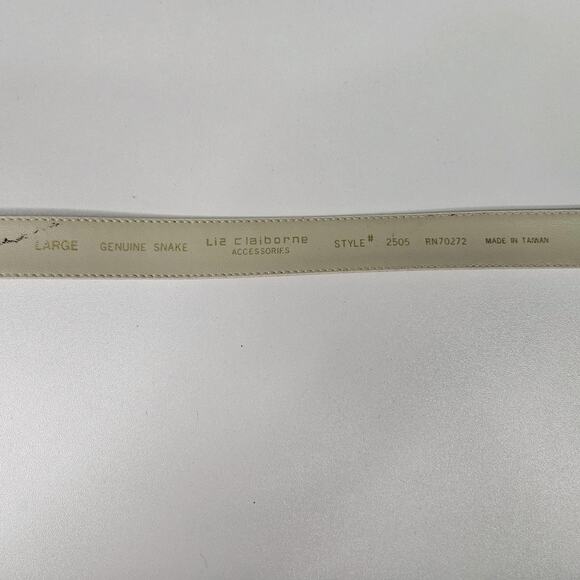 LARGE GENUINE SNAKE Liz Claiborne STYLE# 2505 RN70272 MADE IN TAIWAN
ACCESSORIES